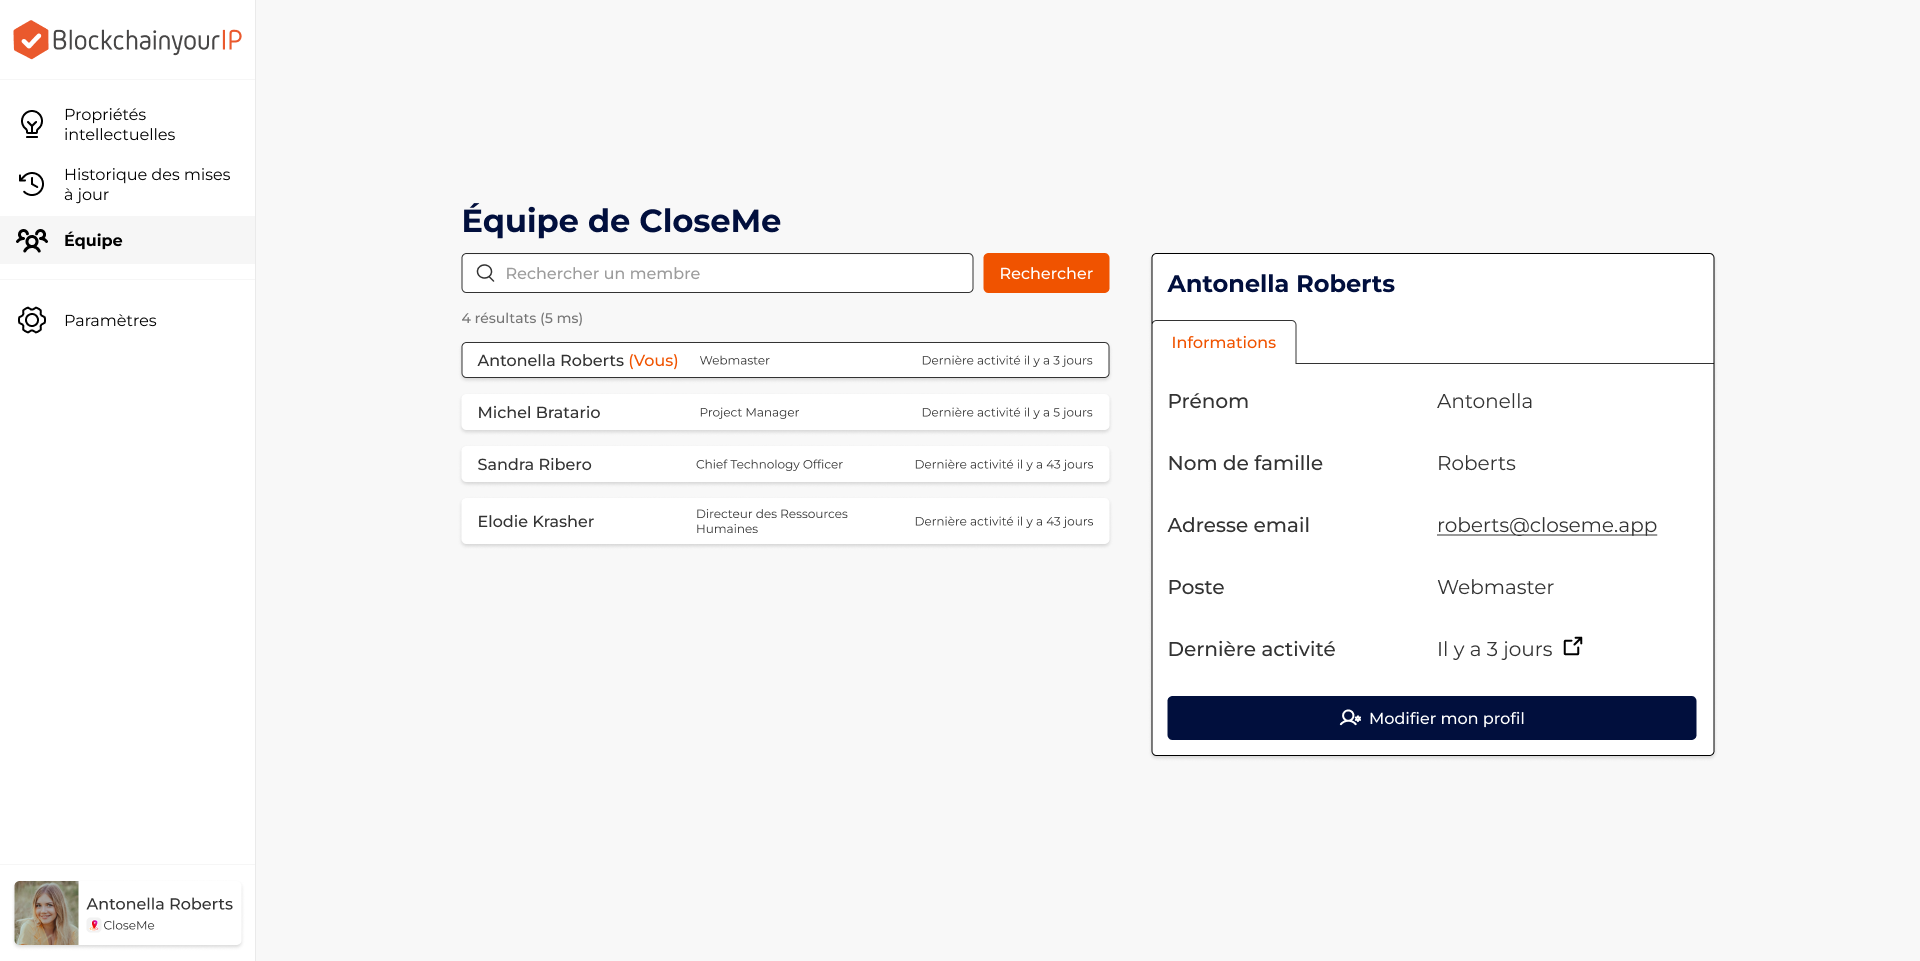 BlockchainyourIP
Propriétés
intellectuelles
Historique des mises
à jour
Équipe
Paramètres
Antonella Roberts
CloseMe
Équipe de CloseMe
Rechercher un membre
Rechercher
4 résultats (5 ms)
Antonella Roberts (Vous) Webmaster Dernière activité il y a 3 jours
Michel Bratario Project Manager Dernière activité il y a 5 jours
Sandra Ribero Chief Technology Officer Dernière activité il y a 43 jours
Elodie Krasher Directeur des Ressources
Humaines Dernière activité il y a 43 jours
Antonella Roberts
Informations
Prénom Antonella
Nom de famille Roberts
Adresse email roberts@closeme.app
Poste Webmaster
Dernière activité Il y a 3 jours
Modifier mon profil